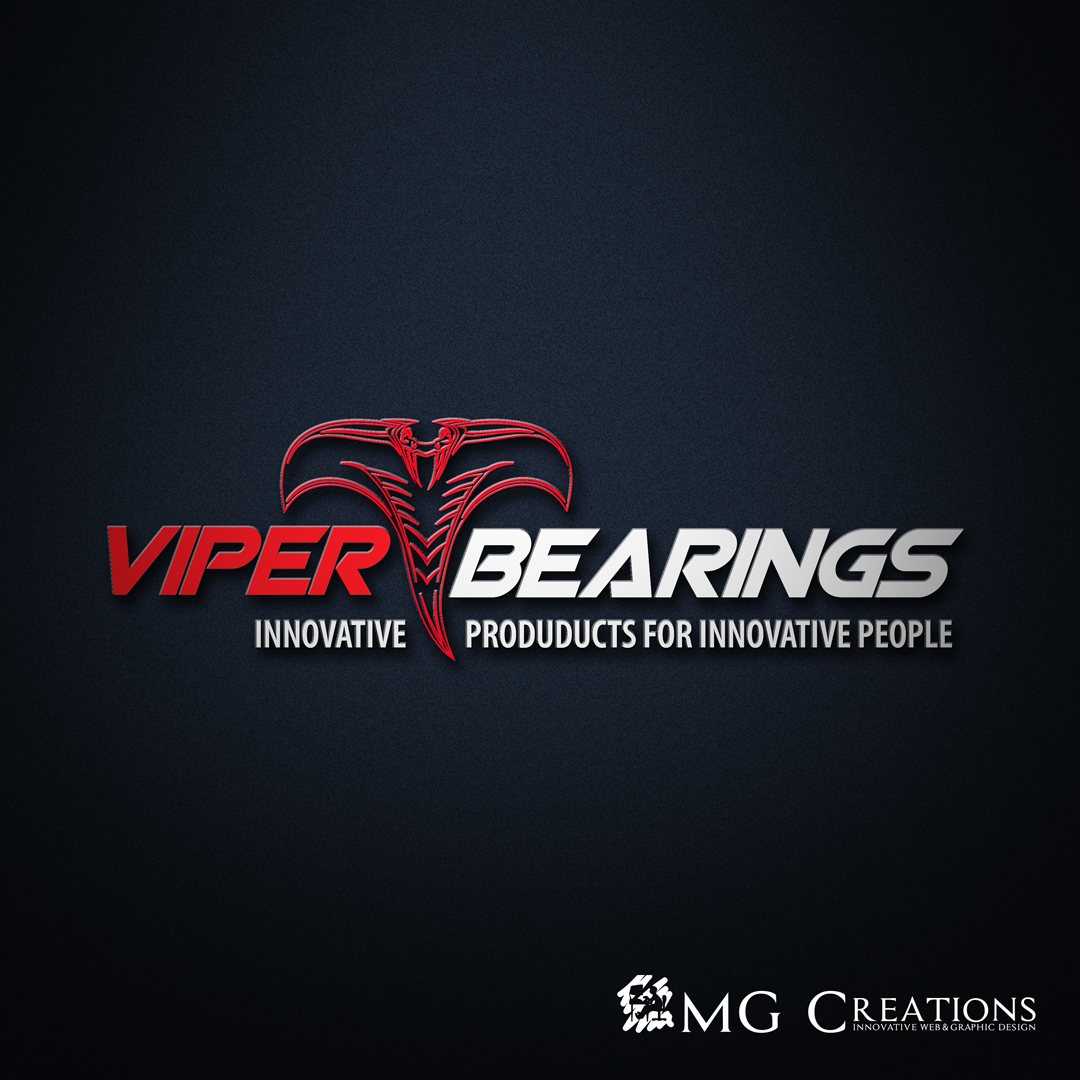 VIPER BEARINGS
INNOVATIVE PRODUDUCTS FOR INNOVATIVE PEOPLE
MG CREATIONS
INNOVATIVE WEB & GRAPHIC DESIGN